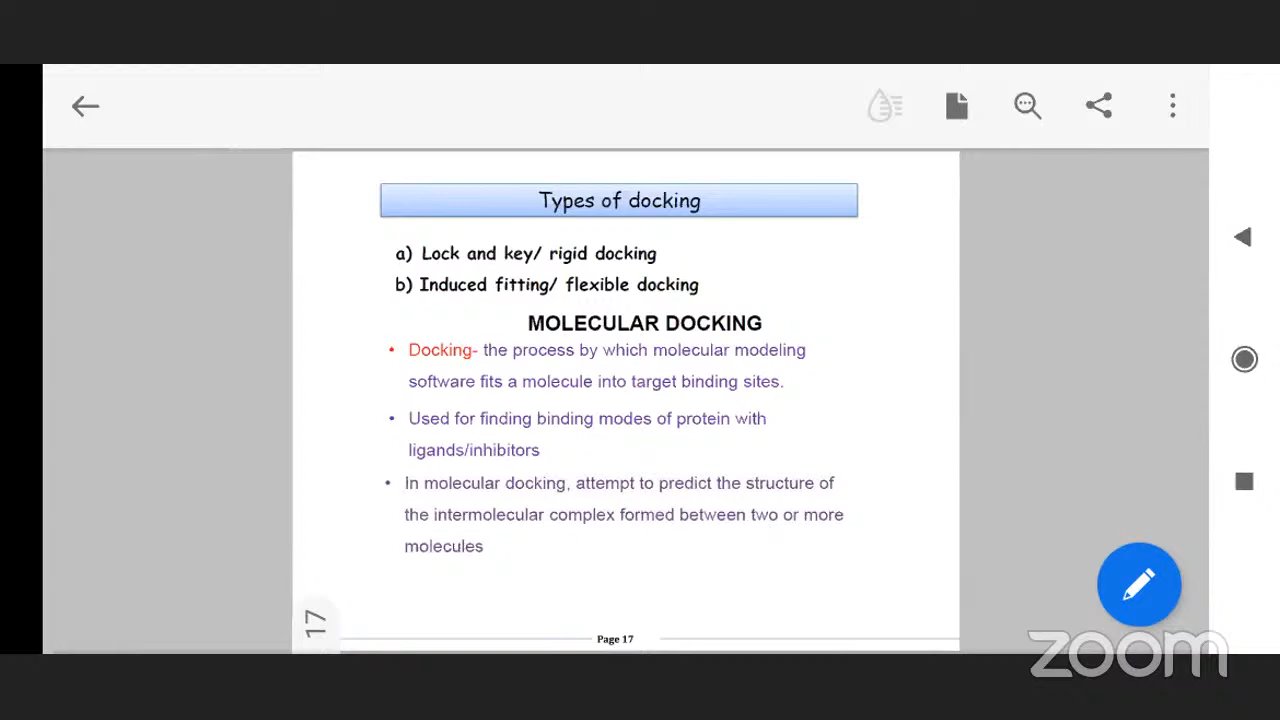 Types of docking
a) Lock and key/ rigid docking
b) Induced fitting/ flexible docking
MOLECULAR DOCKING
• Docking- the process by which molecular modeling
software fits a molecule into target binding sites.
• Used for finding binding modes of protein with
ligands/inhibitors
• In molecular docking, attempt to predict the structure of
the intermolecular complex formed between two or more
molecules
17
Page 17
zoom